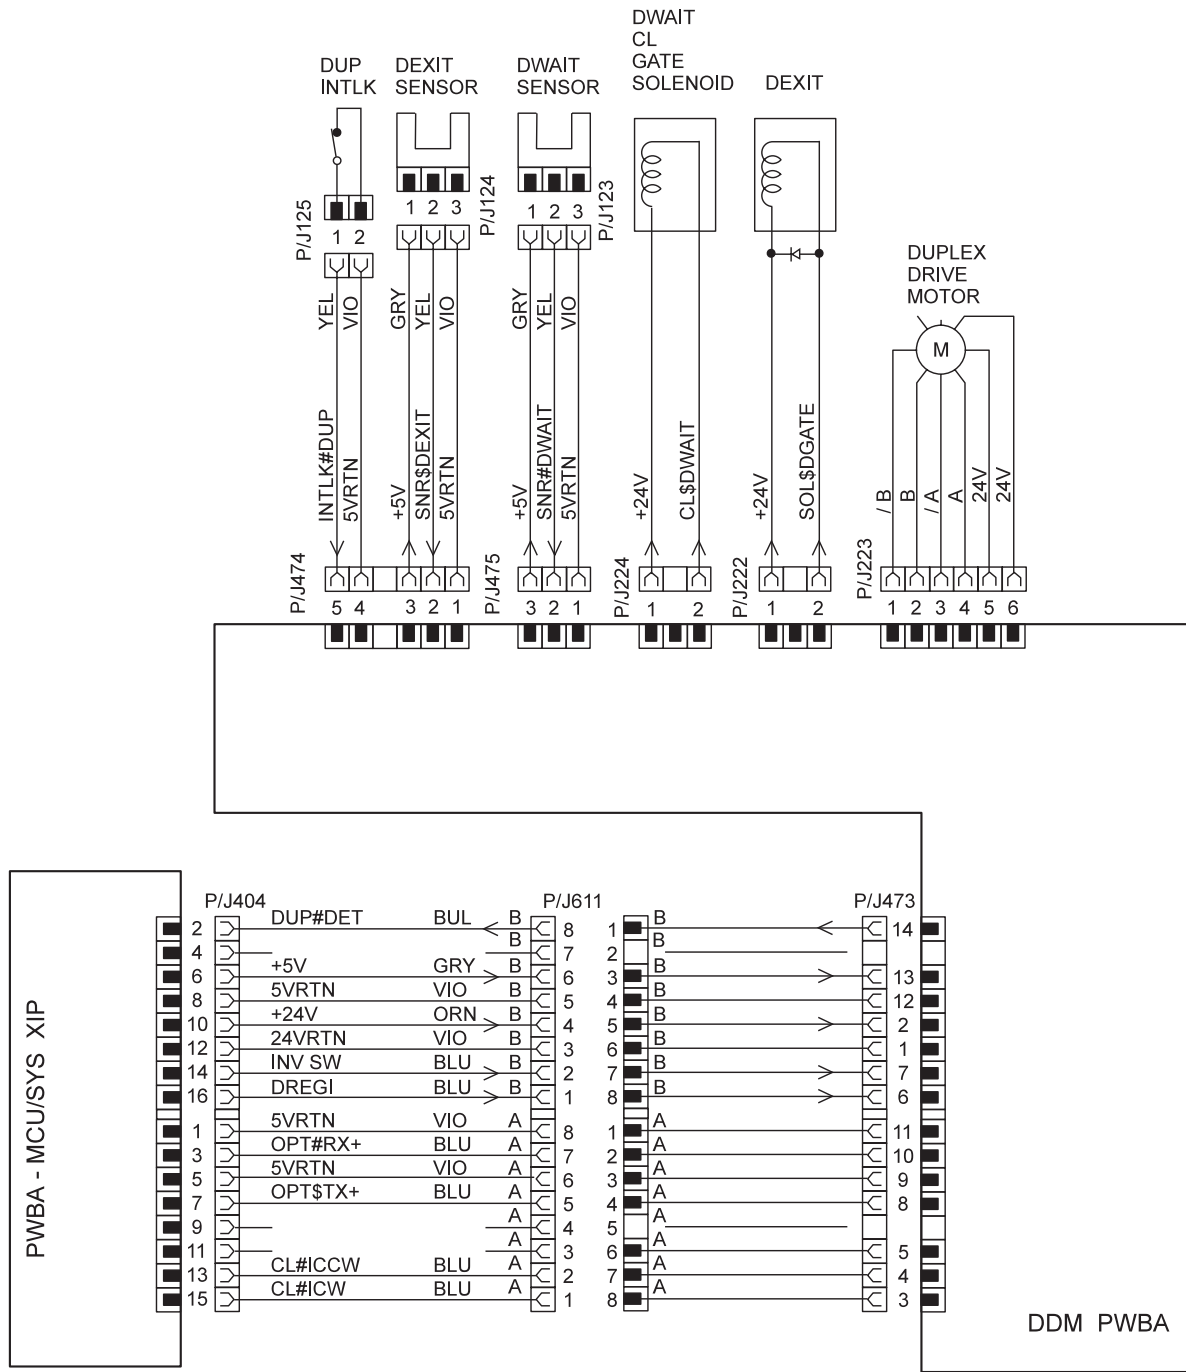 DWAIT
CL
GATE
SOLENOID
DUP
INTLK
DEXIT
SENSOR
DWAIT
SENSOR
DEXIT
P/J125
1 2
P/J124
1 2 3
P/J123
1 2 3
DUPLEX
DRIVE
MOTOR
M
YEL
VIO
GRY
YEL
VIO
GRY
YEL
VIO
INTLK#DUP
5VRTN
+5V
SNR$DEXIT
5VRTN
+5V
SNR#DWAIT
5VRTN
+24V
CL$DWAIT
+24V
SOL$DGATE
/ B
B
/ A
A
24V
24V
P/J474
5 4 3 2 1
P/J475
3 2 1
P/J224
1 2
P/J222
1 2
P/J223
1 2 3 4 5 6
PWBA - MCU/SYS XIP
P/J404 P/J611 P/J473
2 DUP#DET BUL B 8 1 B 14
4 B 7 2 B
6 +5V GRY B 6 3 B 13
8 5VRTN VIO B 5 4 B 12
10 +24V ORN B 4 5 B 2
12 24VRTN VIO B 3 6 B 1
14 INV SW BLU B 2 7 B 7
16 DREGI BLU B 1 8 B 6
1 5VRTN VIO A 8 1 A 11
3 OPT#RX+ BLU A 7 2 A 10
5 5VRTN VIO A 6 3 A 9
7 OPT$TX+ BLU A 5 4 A 8
9 A 4 5 A
11 A 3 6 A 5
13 CL#ICCW BLU A 2 7 A 4
15 CL#ICW BLU A 1 8 A 3
DDM PWBA